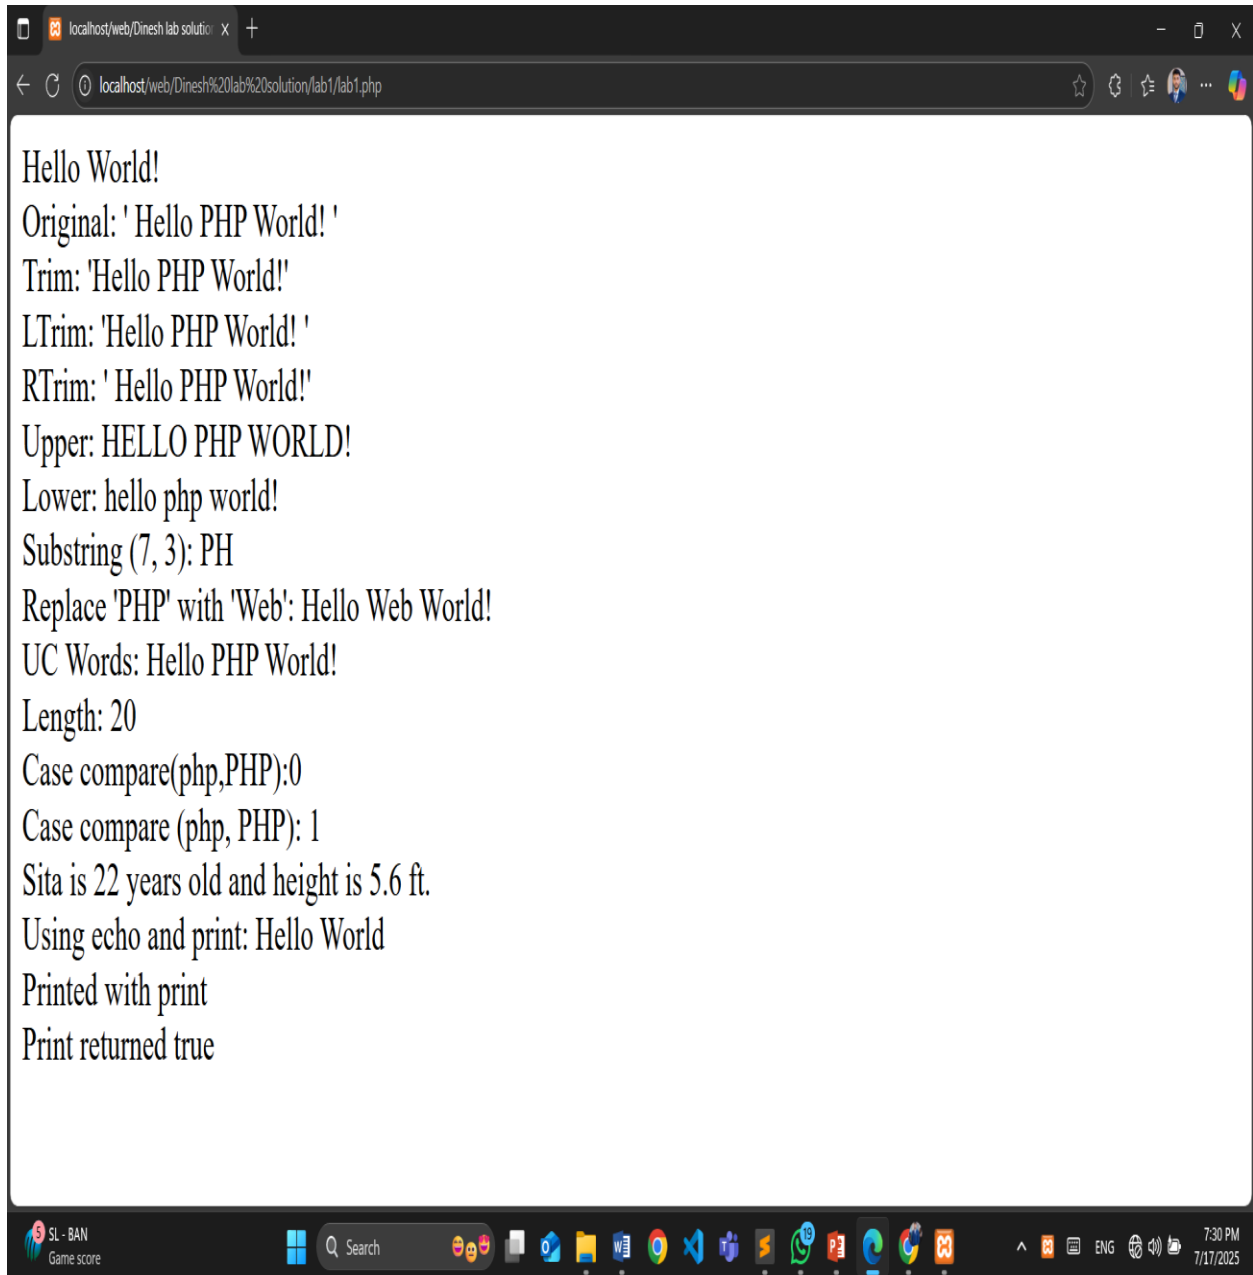 localhost/web/Dinesh lab solution
localhost/web/Dinesh%20lab%20solution/lab1/lab1.php
Hello World!
Original: ' Hello PHP World! '
Trim: 'Hello PHP World!'
LTrim: 'Hello PHP World! '
RTrim: ' Hello PHP World!'
Upper: HELLO PHP WORLD!
Lower: hello php world!
Substring (7, 3): PH
Replace 'PHP' with 'Web': Hello Web World!
UC Words: Hello PHP World!
Length: 20
Case compare(php,PHP):0
Case compare (php, PHP): 1
Sita is 22 years old and height is 5.6 ft.
Using echo and print: Hello World
Printed with print
Print returned true
5
SL - BAN
Game score
Search
19
ENG
7:30 PM
7/17/2025